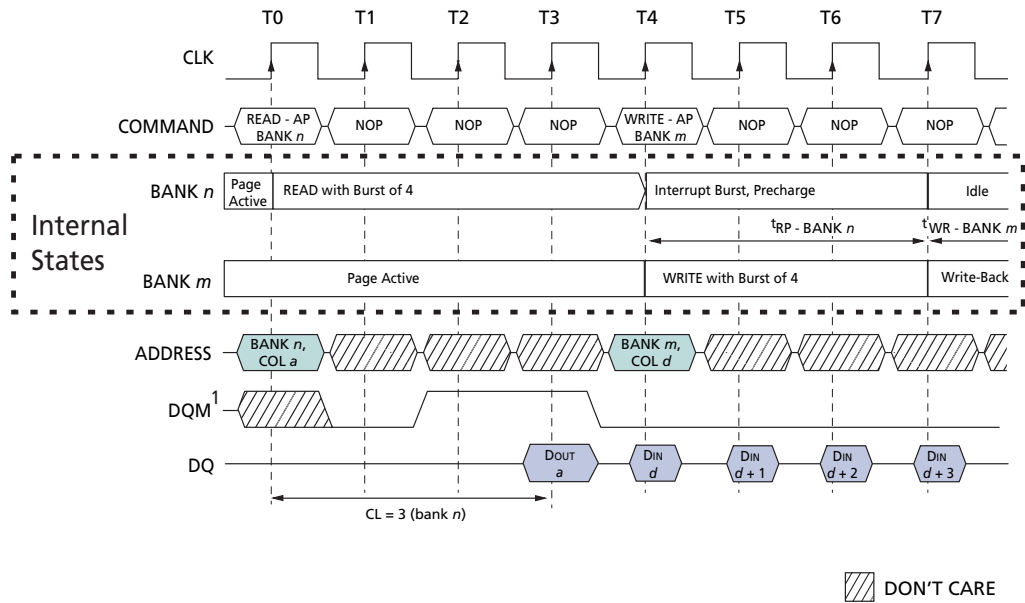 T0 T1 T2 T3 T4 T5 T6 T7
CLK
COMMAND
READ - AP
BANK n
NOP
NOP
NOP
WRITE - AP
BANK m
NOP
NOP
NOP
BANK n
Page
Active
READ with Burst of 4
Interrupt Burst, Precharge
Idle
Internal
States
tRP - BANK n
tWR - BANK m
BANK m
Page Active
WRITE with Burst of 4
Write-Back
ADDRESS
BANK n,
COL a
BANK m,
COL d
DQM1
DQ
DOUT
a
DIN
d
DIN
d + 1
DIN
d + 2
DIN
d + 3
CL = 3 (bank n)
DON'T CARE